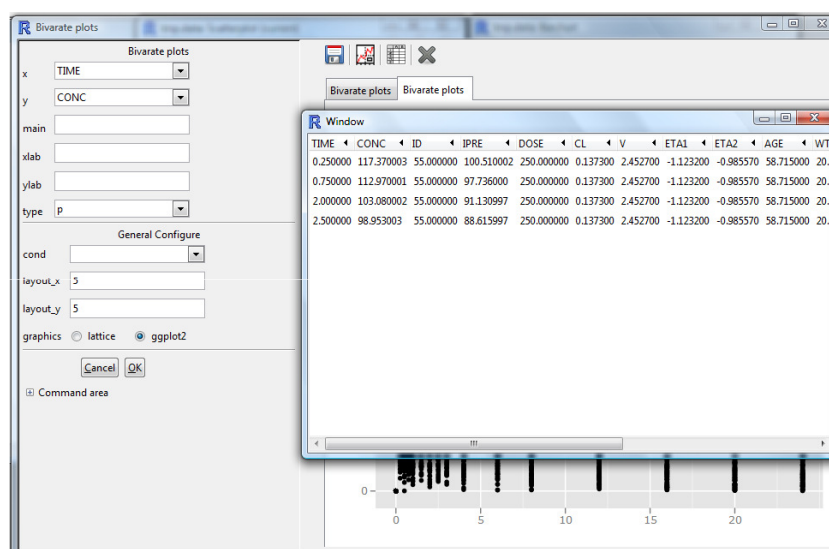 Bivarate plots
Bivarate plots
x TIME
y CONC
main
xlab
ylab
type p
General Configure
cond
layout_x 5
layout_y 5
graphics lattice ggplot2
Cancel OK
Command area
Bivarate plots Bivarate plots
Window
TIME CONC ID IPRE DOSE CL V ETA1 ETA2 AGE WT
0.250000 117.370003 55.000000 100.510002 250.000000 0.137300 2.452700 -1.123200 -0.985570 58.715000 20.
0.750000 112.970001 55.000000 97.736000 250.000000 0.137300 2.452700 -1.123200 -0.985570 58.715000 20.
2.000000 103.080002 55.000000 91.130997 250.000000 0.137300 2.452700 -1.123200 -0.985570 58.715000 20.
2.500000 98.953003 55.000000 88.615997 250.000000 0.137300 2.452700 -1.123200 -0.985570 58.715000 20.
0
0 5 10 15 20